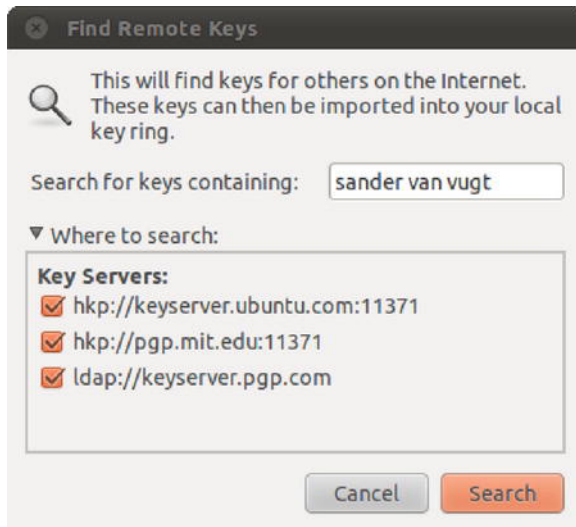 Find Remote Keys
This will find keys for others on the Internet.
These keys can then be imported into your local
key ring.
Search for keys containing: sander van vugt
Where to search:
Key Servers:
hkp://keyserver.ubuntu.com:11371
hkp://pgp.mit.edu:11371
ldap://keyserver.pgp.com
Cancel Search